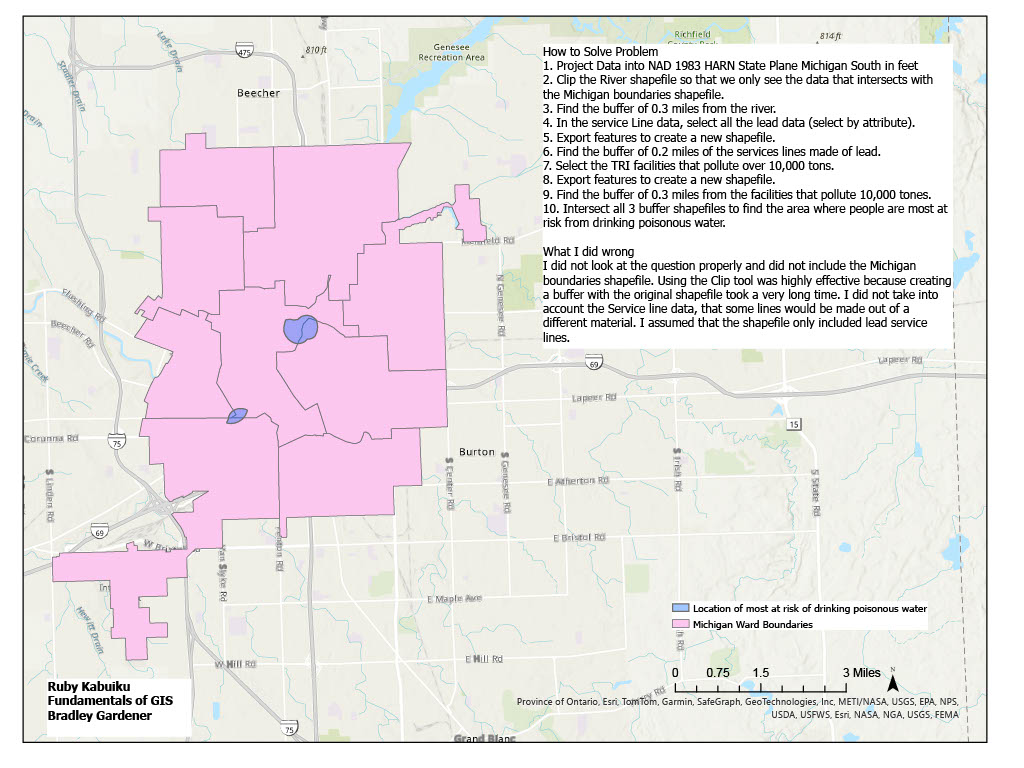 Richfield
County Park
814 ft
475
810 ft
Genesee
Recreation Area
Lake Drain
Stanley Drain
Beecher
How to Solve Problem
1. Project Data into NAD 1983 HARN State Plane Michigan South in feet
2. Clip the River shapefile so that we only see the data that intersects with
the Michigan boundaries shapefile.
3. Find the buffer of 0.3 miles from the river.
4. In the service Line data, select all the lead data (select by attribute).
5. Export features to create a new shapefile.
6. Find the buffer of 0.2 miles of the services lines made of lead.
7. Select the TRI facilities that pollute over 10,000 tons.
8. Export features to create a new shapefile.
9. Find the buffer of 0.3 miles from the facilities that pollute 10,000 tones.
10. Intersect all 3 buffer shapefiles to find the area where people are most at
risk from drinking poisonous water.
What I did wrong
I did not look at the question properly and did not include the Michigan
boundaries shapefile. Using the Clip tool was highly effective because creating
a buffer with the original shapefile took a very long time. I did not take into
account the Service line data, that some lines would be made out of a
different material. I assumed that the shapefile only included lead service
lines.
Drain
Rd
N Genesee Rd
Flushing Rd
Beecher Rd
Creek
69
Lapeer Rd
Lapeer Rd
15
Corunna Rd
75
Burton
S Linden Rd
S Center Rd
S Genesee Rd
S Irish Rd
S State Rd
E Atherton Rd
69
W Bristol
E Bristol Rd
Van Slyke Rd
Fenton Rd
Hewitt Drain
E Maple Ave
Location of most at risk of drinking poisonous water
Michigan Ward Boundaries
Rd
W Hill Rd
E Hill Rd
0 0.75 1.5 3 Miles
N
Rd
Ruby Kabuiku
Fundamentals of GIS
Bradley Gardener
75
Province of Ontario, Esri, TomTom, Garmin, SafeGraph, GeoTechnologies, Inc, METI/NASA, USGS, EPA, NPS,
USDA, USFWS, Esri, NASA, NGA, USGS, FEMA
Grand Blanc